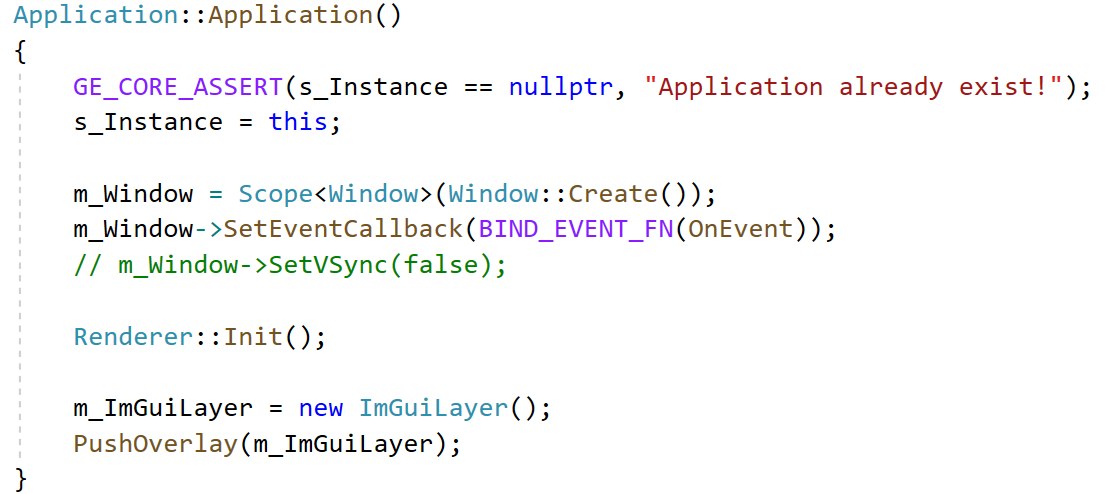 Application::Application()
{
    GE_CORE_ASSERT(s_Instance == nullptr, "Application already exist!");
    s_Instance = this;

    m_Window = Scope<Window>(Window::Create());
    m_Window->SetEventCallback(BIND_EVENT_FN(OnEvent));
    // m_Window->SetVSync(false);

    Renderer::Init();

    m_ImGuiLayer = new ImGuiLayer();
    PushOverlay(m_ImGuiLayer);
}